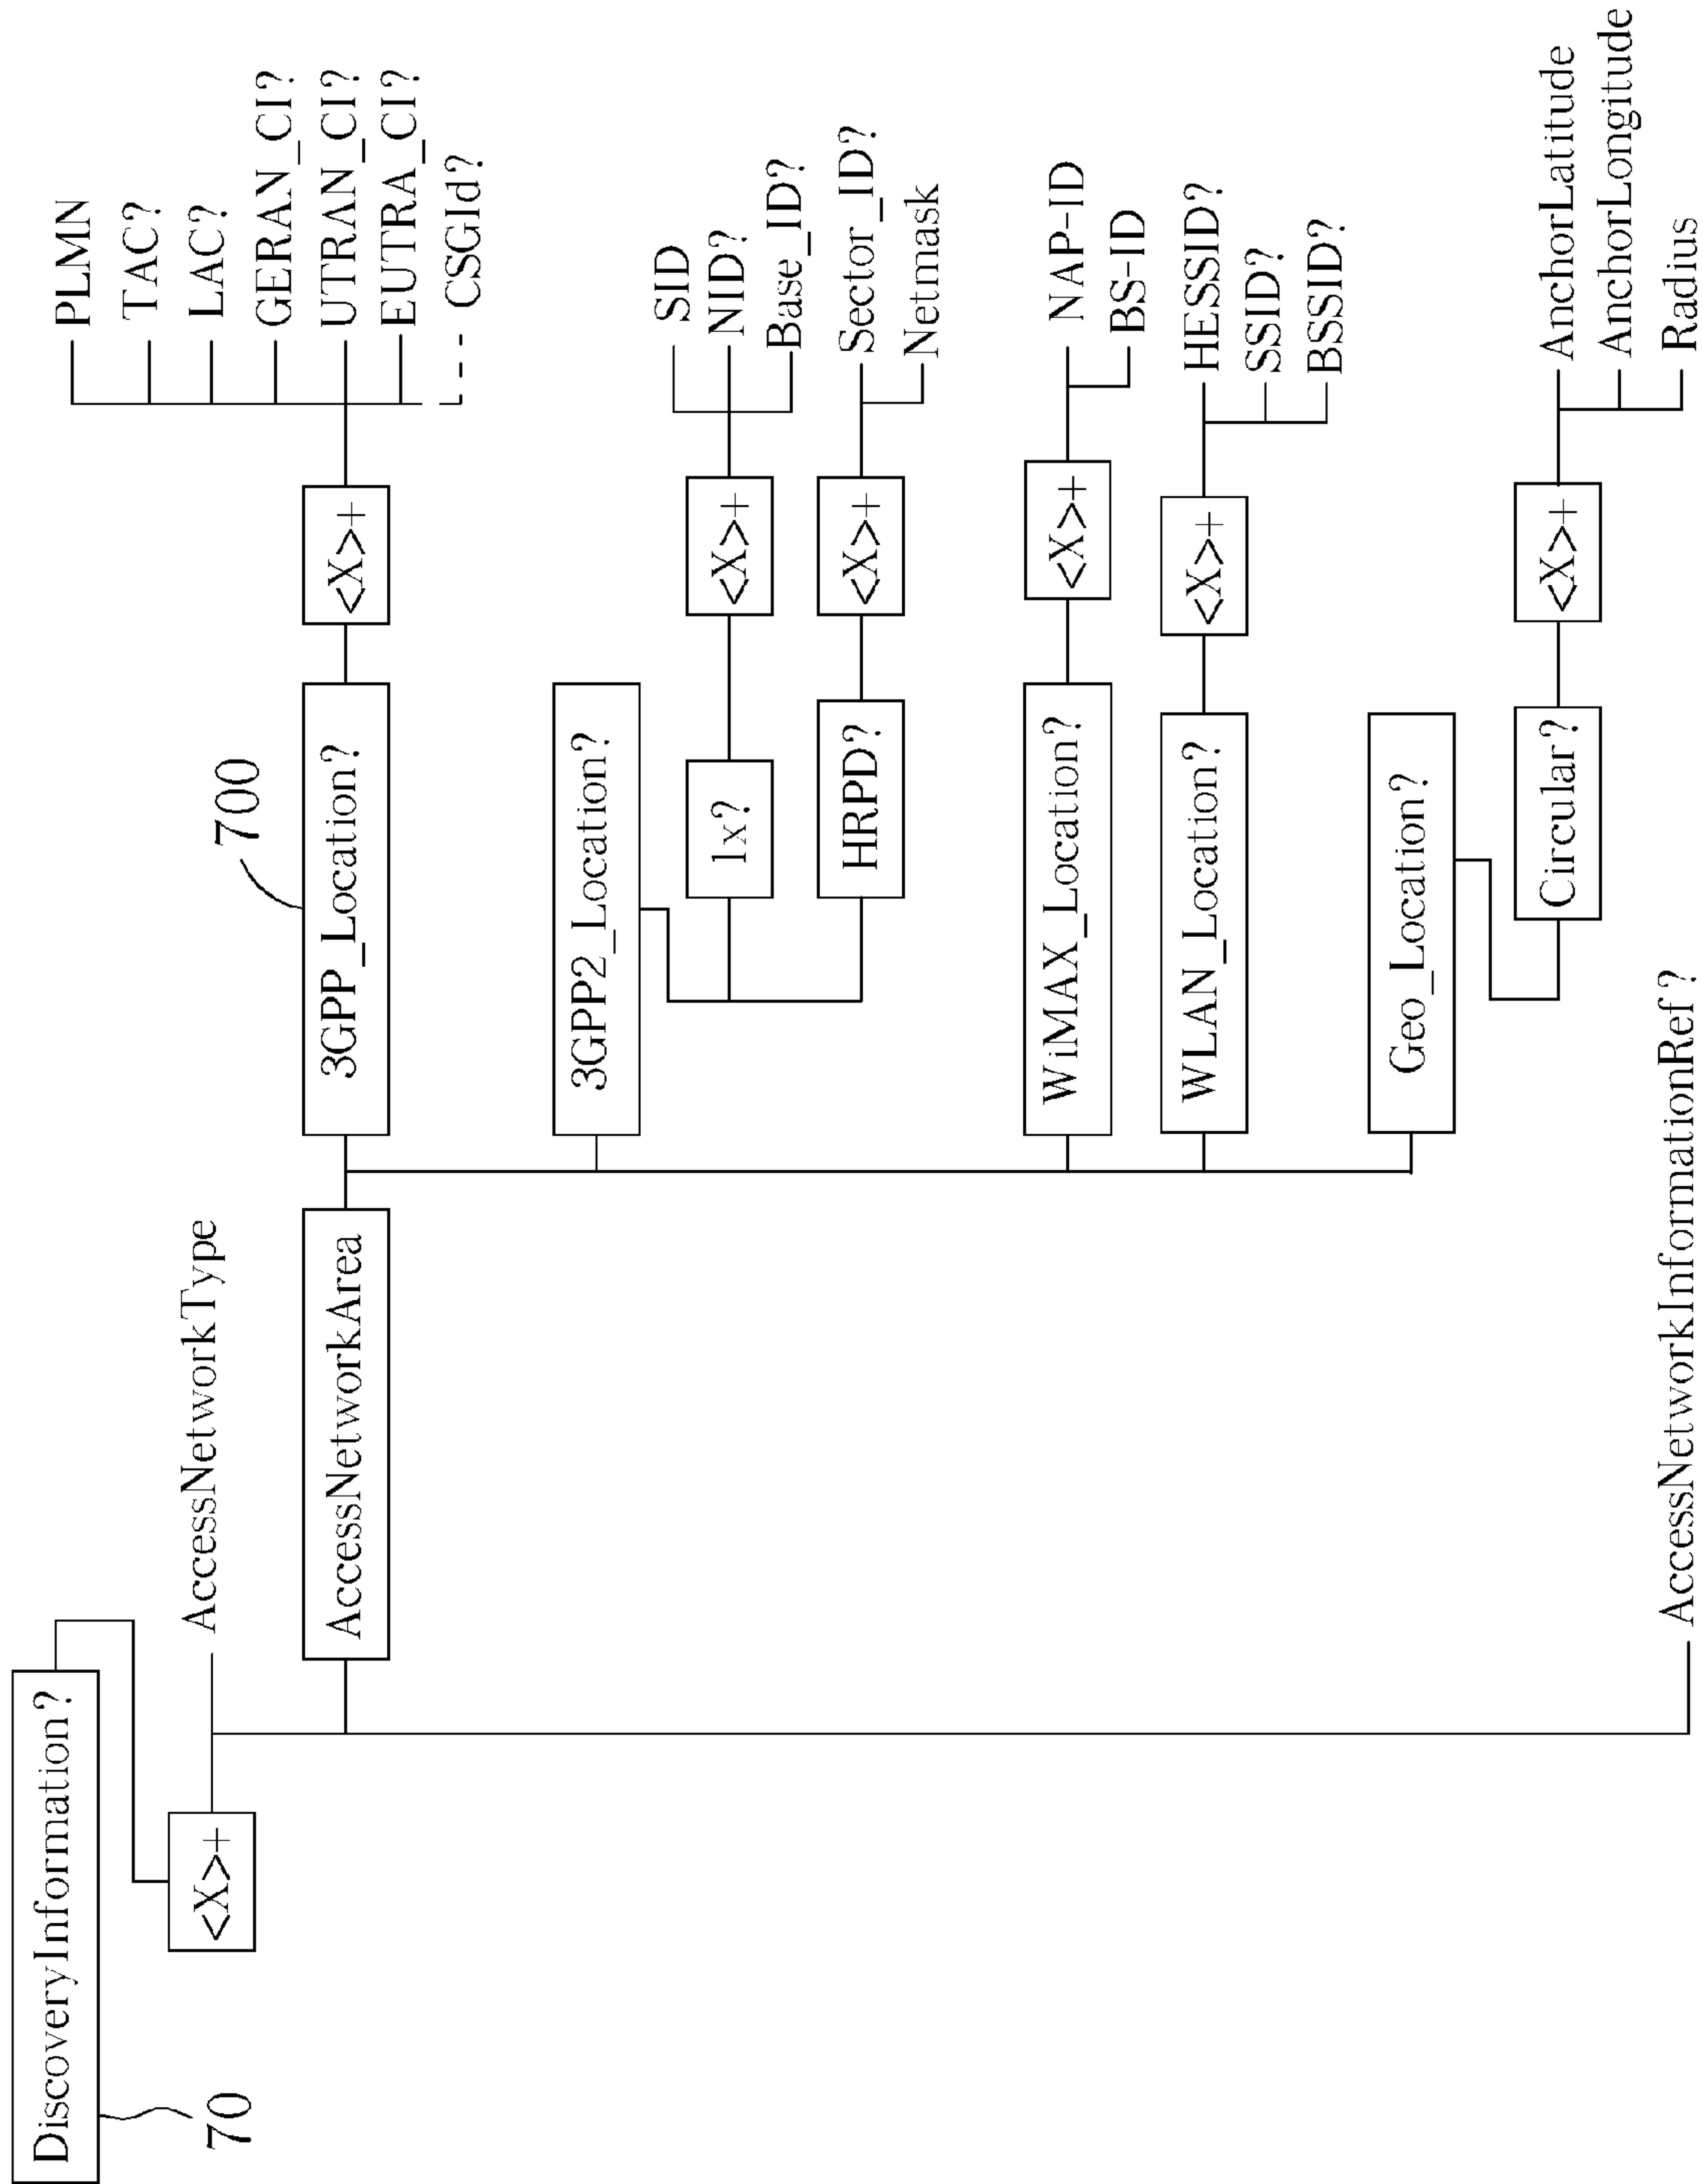 DiscoveryInformation?
70
<X>+
AccessNetworkType
AccessNetworkArea
700
3GPP_Location?
<X>+
PLMN
TAC?
LAC?
GERAN_CI?
UTRAN_CI?
EUTRA_CI?
CSGId?
3GPP2_Location?
1x?
<X>+
SID
NID?
Base_ID?
HRPD?
<X>+
Sector_ID?
Netmask
WiMAX_Location?
<X>+
NAP-ID
BS-ID
WLAN_Location?
<X>+
HESSID?
SSID?
BSSID?
Geo_Location?
Circular?
<X>+
AnchorLatitude
AnchorLongitude
Radius
AccessNetworkInformationRef?